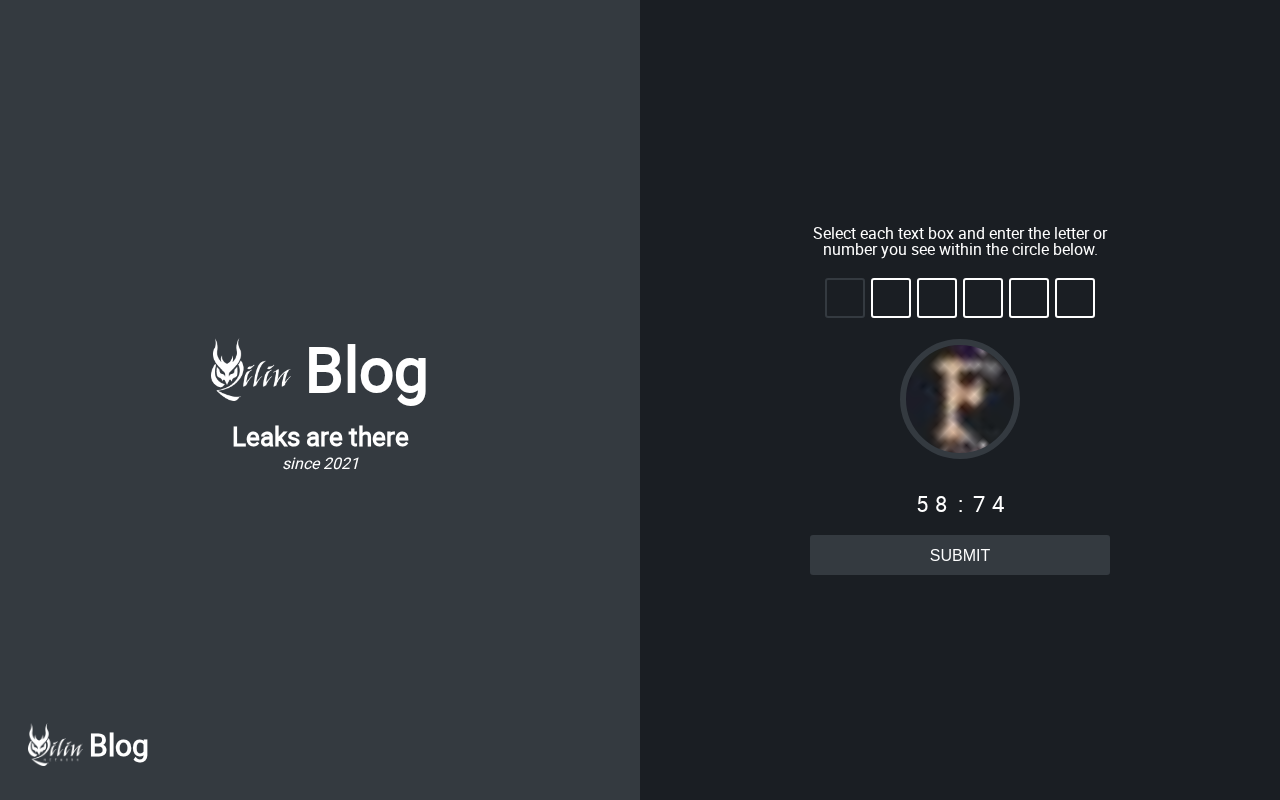 Qilin Blog
Leaks are there
since 2021
Qilin Blog
Select each text box and enter the letter or
number you see within the circle below.
F
58 : 74
SUBMIT